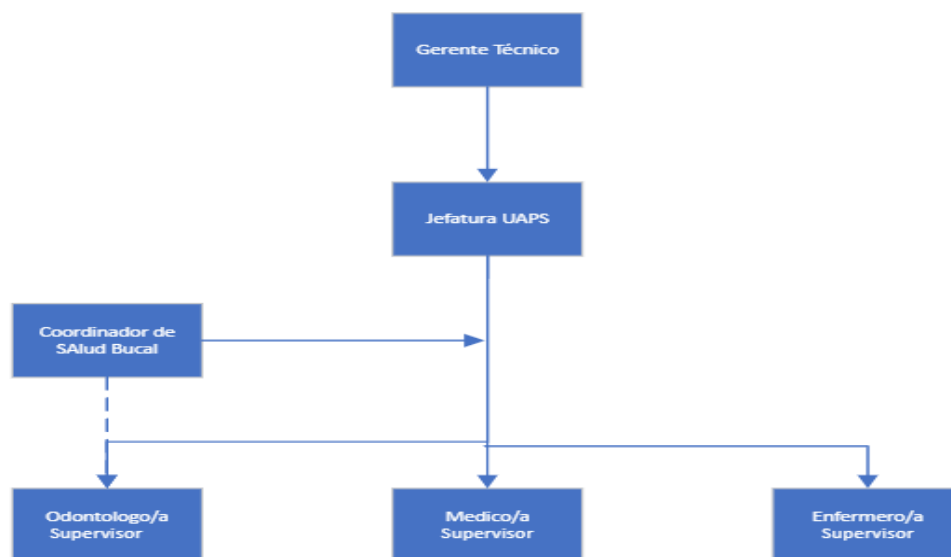 Gerente Técnico
Jefatura UAPS
Coordinador de
SAlud Bucal
Odontologo/a
Supervisor
Medico/a
Supervisor
Enfermero/a
Supervisor